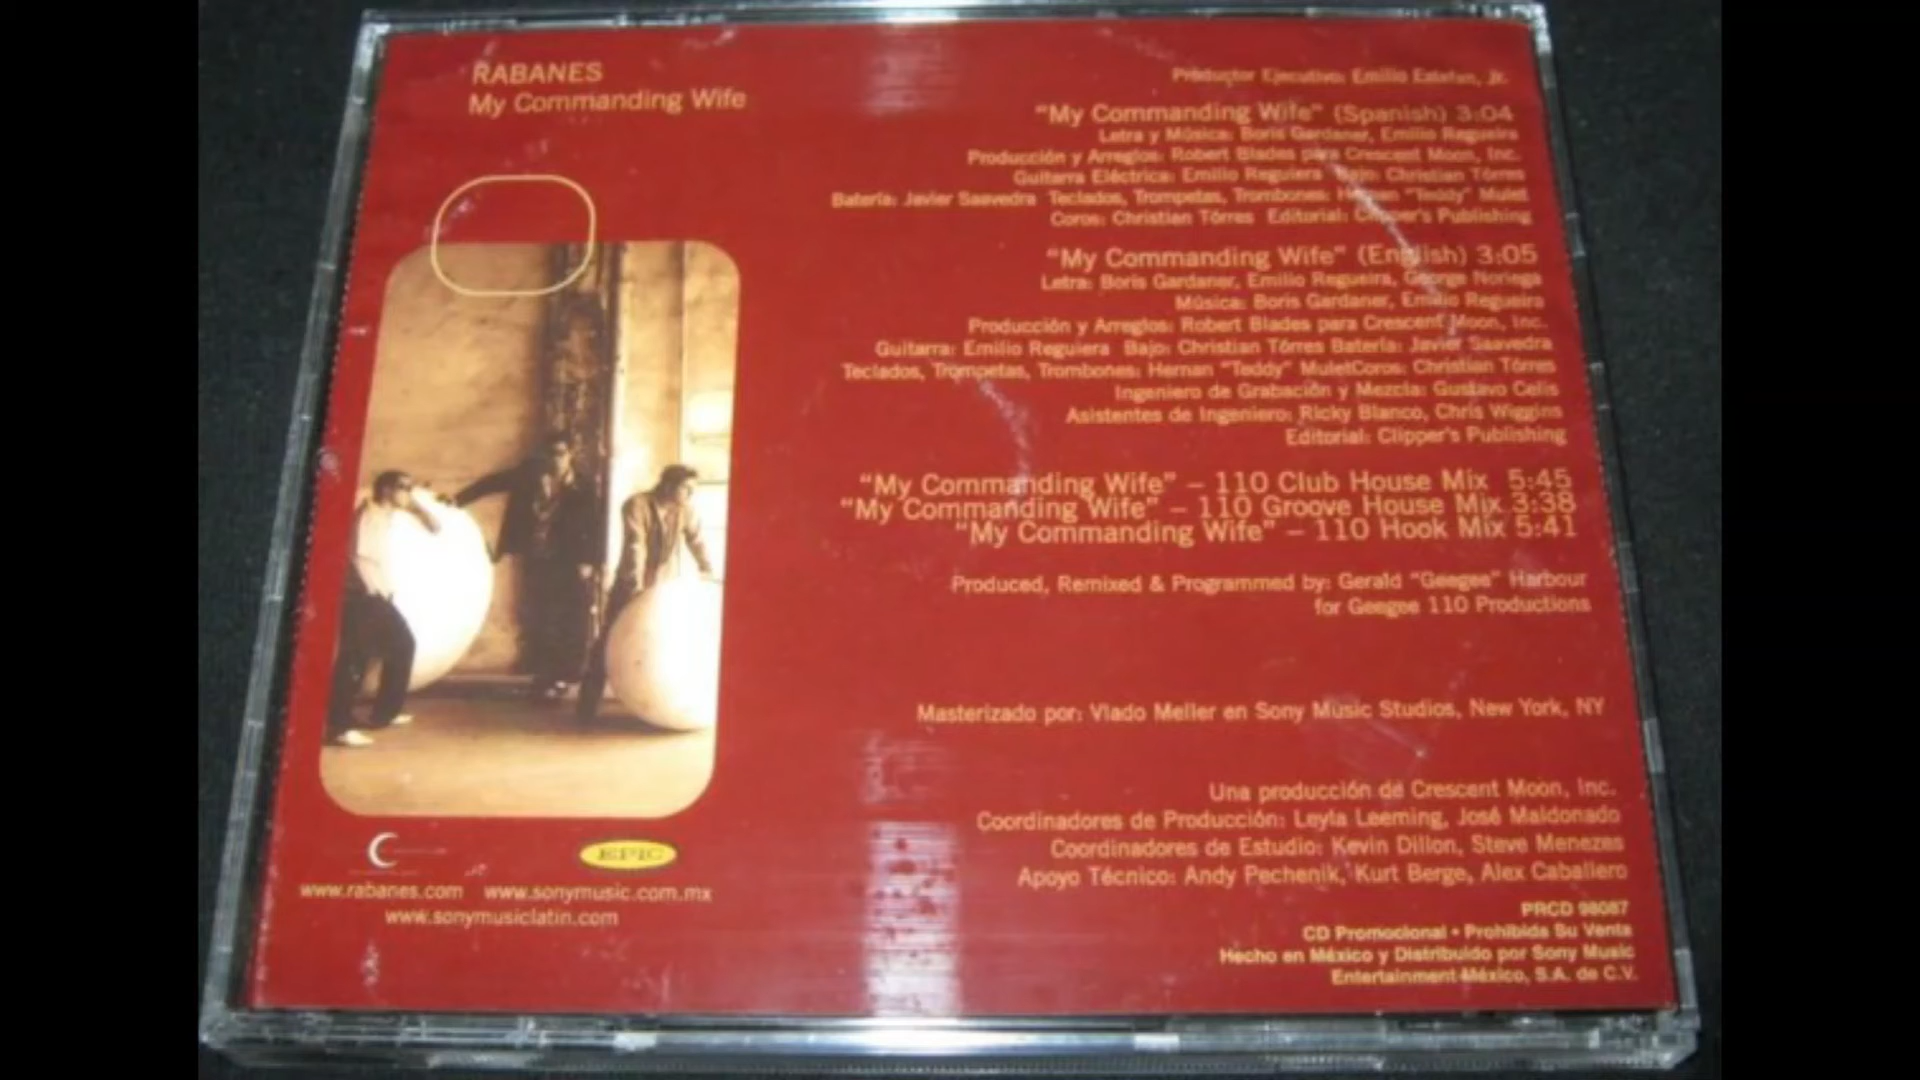 RABANES
My Commanding Wife
Productor Ejecutivo: Emilio Estefan, Jr.
"My Commanding Wife" (Spanish) 3:04
Letra y Música: Boris Gardaner, Emilio Regueira
Producción y Arreglos: Robert Blades para Crescent Moon, Inc.
Guitarra Eléctrica: Emilio Reguiera Bajo: Christian Tórres
Batería: Javier Saavedra Teclados, Trompetas, Trombones: Hernan "Teddy" Mulet
Coros: Christian Tórres Editorial: Clipper's Publishing
"My Commanding Wife" (English) 3:05
Letra: Boris Gardaner, Emilio Regueira, George Noriega
Música: Boris Gardaner, Emilio Regueira
Producción y Arreglos: Robert Blades para Crescent Moon, Inc.
Guitarra: Emilio Reguiera Bajo: Christian Tórres Batería: Javier Saavedra
Teclados, Trompetas, Trombones: Hernan "Teddy" MuletCoros: Christian Tórres
Ingeniero de Grabación y Mezcla: Gustavo Celis
Asistentes de Ingeniero: Ricky Blanco, Chris Wiggins
Editorial: Clipper's Publishing
"My Commanding Wife" – 110 Club House Mix 5:45
"My Commanding Wife" – 110 Groove House Mix 3:38
"My Commanding Wife" – 110 Hook Mix 5:41
Produced, Remixed & Programmed by: Gerald "Geegee" Harbour
for Geegee 110 Productions
Masterizado por: Vlado Meller en Sony Music Studios, New York, NY
Una producción de Crescent Moon, Inc.
Coordinadores de Producción: Leyla Leeming, José Maldonado
Coordinadores de Estudio: Kevin Dillon, Steve Menezes
Apoyo Técnico: Andy Pechenik, Kurt Berge, Alex Caballero
EPIC
www.rabanes.com www.sonymusic.com.mx
www.sonymusiclatin.com
PRCD 98087
CD Promocional • Prohibida Su Venta
Hecho en México y Distribuido por Sony Music
Entertainment México, S.A. de C.V.